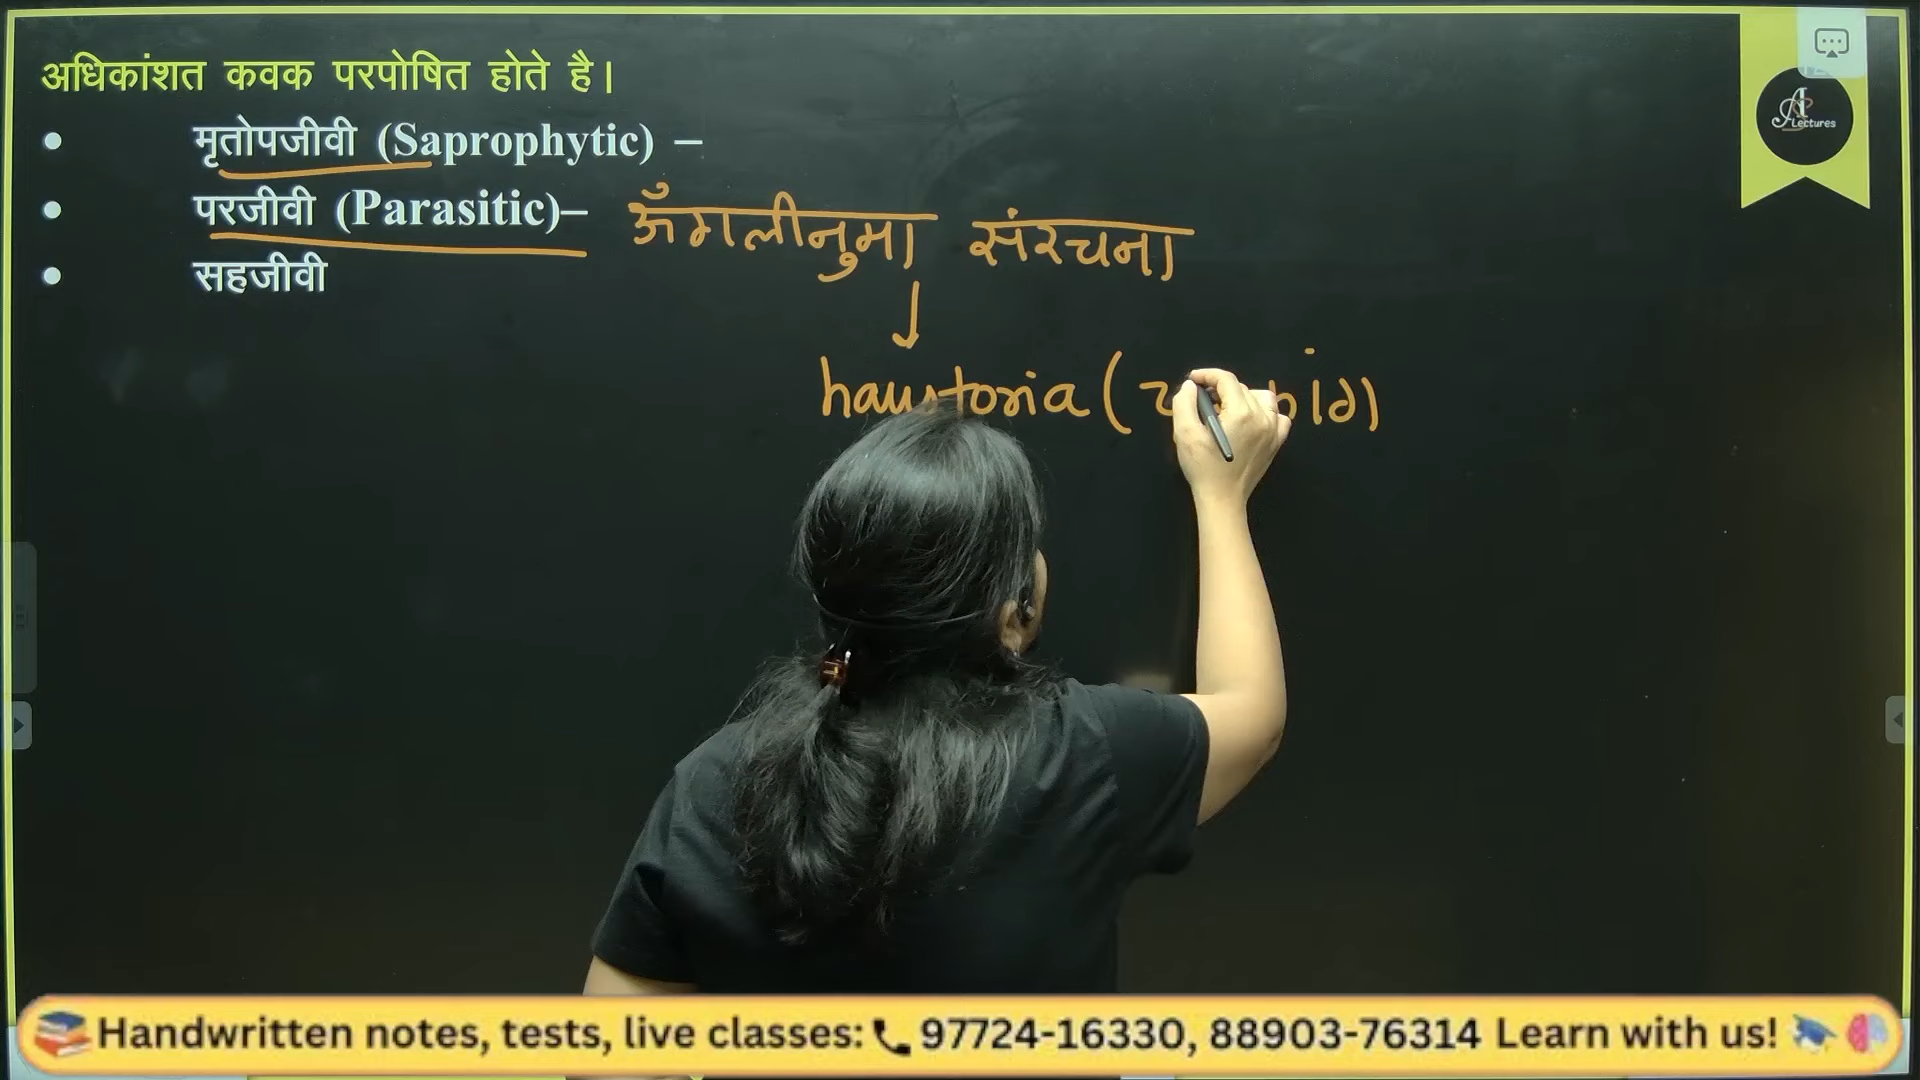 अधिकांशत कवक परपोषित होते है।
• मृतोपजीवी (Saprophytic) –
• परजीवी (Parasitic)– ऊँगलीनुमा संरचना
• सहजीवी
↓
haustoria (
A Lectures
Handwritten notes, tests, live classes: 97724-16330, 88903-76314 Learn with us!